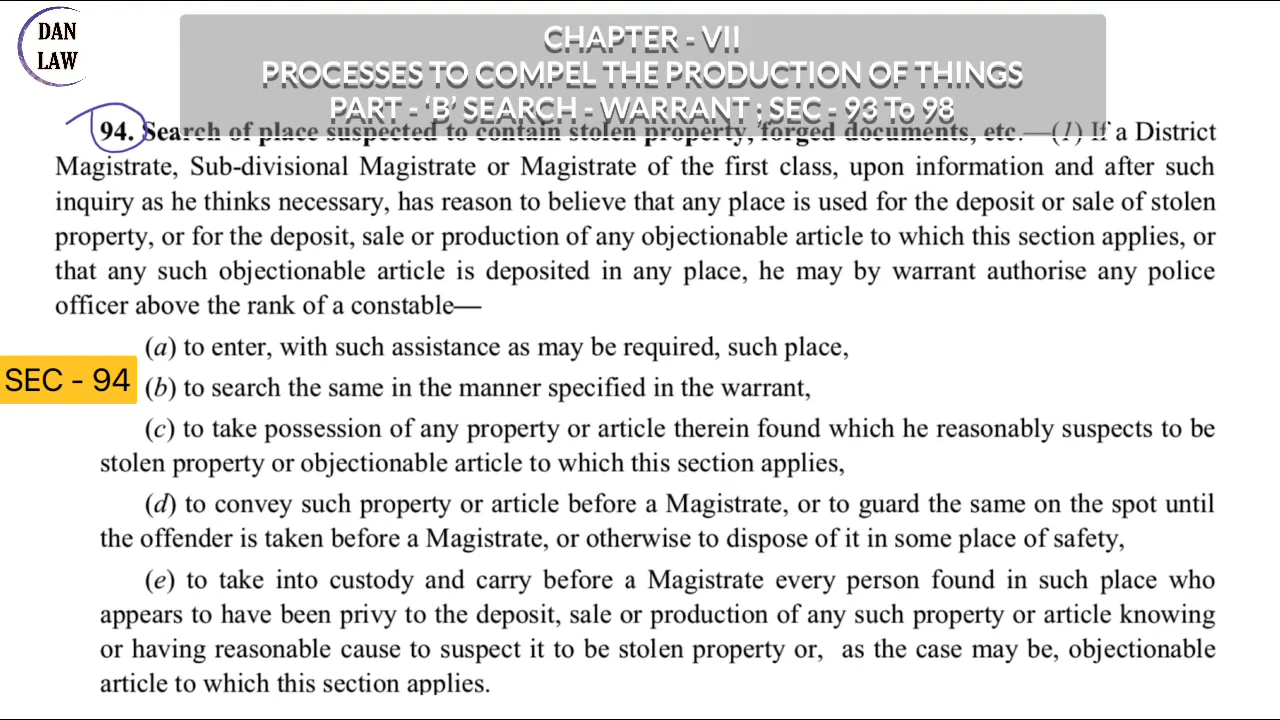 DAN
LAW
CHAPTER - VII
PROCESSES TO COMPEL THE PRODUCTION OF THINGS
PART - ‘B’ SEARCH - WARRANT ; SEC - 93 To 98
94. Search of place suspected to contain stolen property, forged documents, etc.—(1) If a District
Magistrate, Sub-divisional Magistrate or Magistrate of the first class, upon information and after such
inquiry as he thinks necessary, has reason to believe that any place is used for the deposit or sale of stolen
property, or for the deposit, sale or production of any objectionable article to which this section applies, or
that any such objectionable article is deposited in any place, he may by warrant authorise any police
officer above the rank of a constable—
(a) to enter, with such assistance as may be required, such place,
SEC - 94
(b) to search the same in the manner specified in the warrant,
(c) to take possession of any property or article therein found which he reasonably suspects to be
stolen property or objectionable article to which this section applies,
(d) to convey such property or article before a Magistrate, or to guard the same on the spot until
the offender is taken before a Magistrate, or otherwise to dispose of it in some place of safety,
(e) to take into custody and carry before a Magistrate every person found in such place who
appears to have been privy to the deposit, sale or production of any such property or article knowing
or having reasonable cause to suspect it to be stolen property or, as the case may be, objectionable
article to which this section applies.